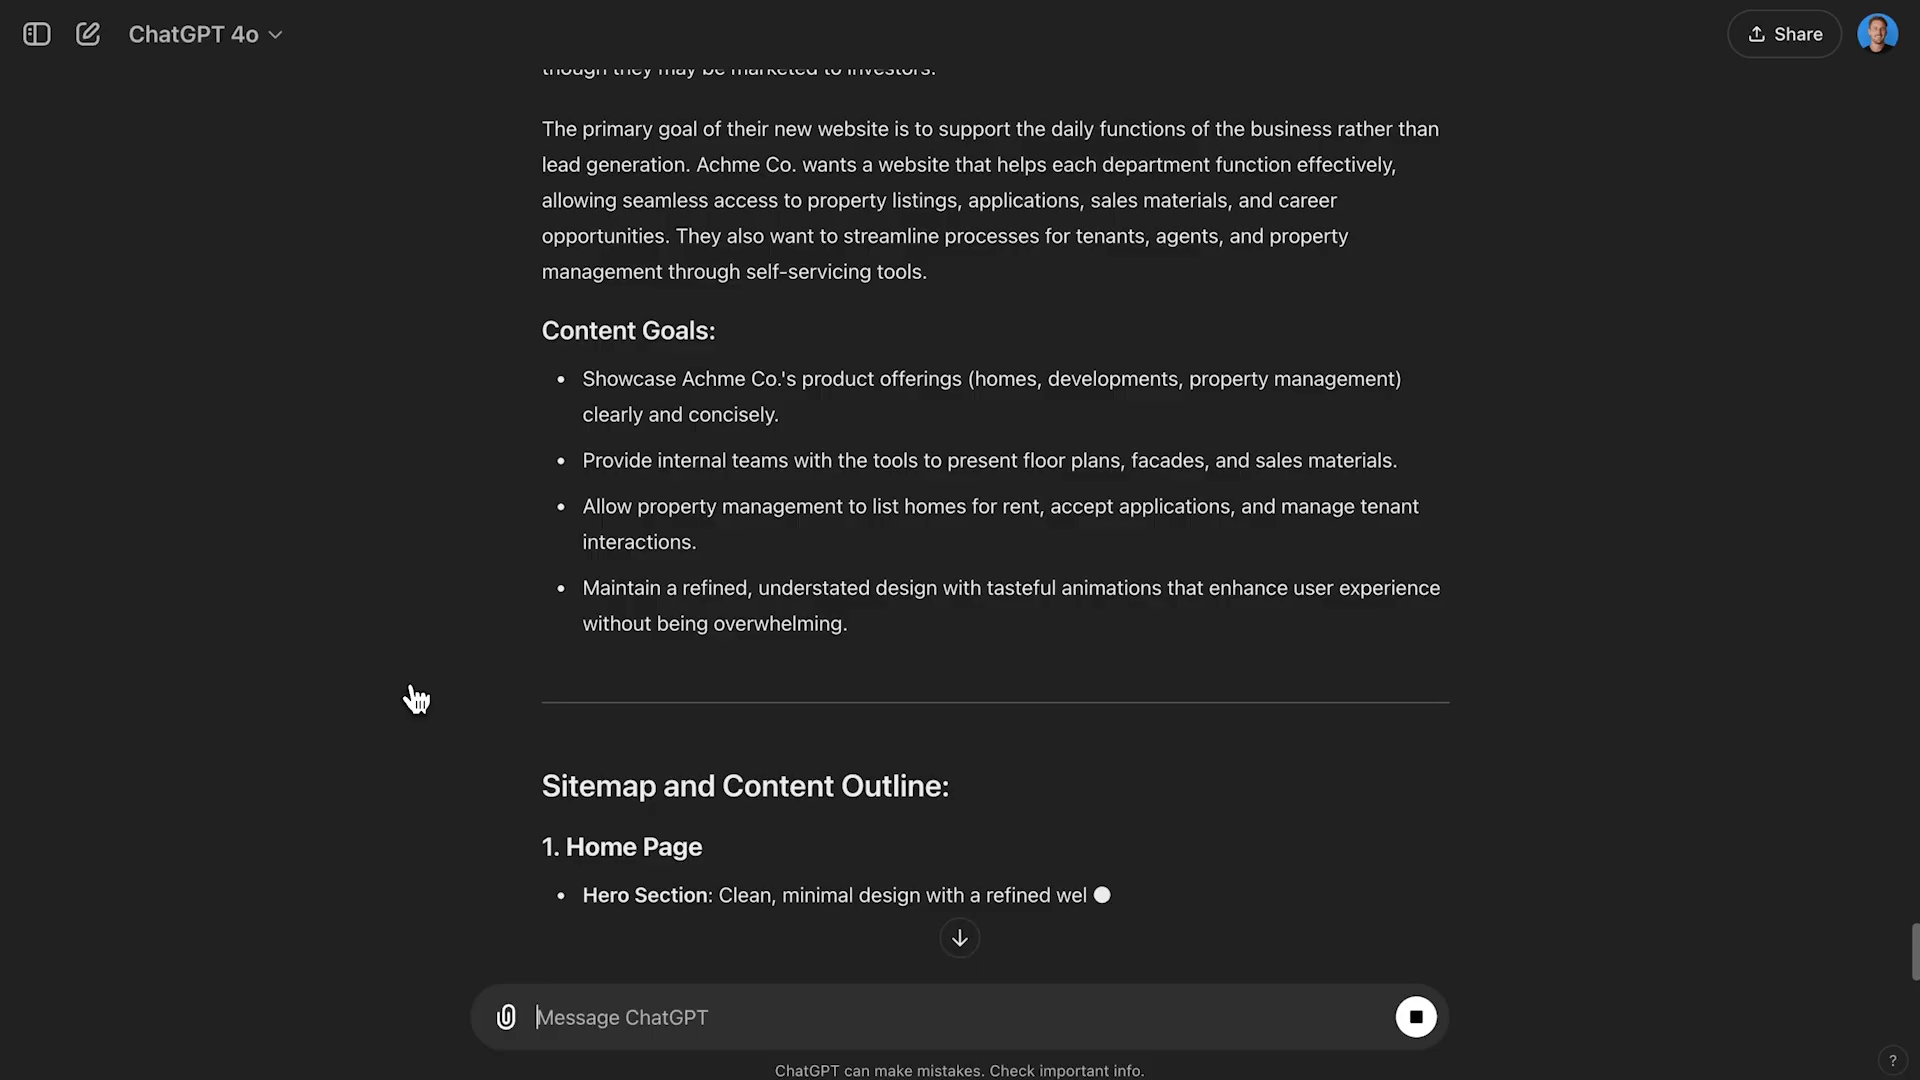 ChatGPT 4o
Share
though they may be marketed to investors.
The primary goal of their new website is to support the daily functions of the business rather than
lead generation. Achme Co. wants a website that helps each department function effectively,
allowing seamless access to property listings, applications, sales materials, and career
opportunities. They also want to streamline processes for tenants, agents, and property
management through self-servicing tools.
Content Goals:
• Showcase Achme Co.'s product offerings (homes, developments, property management)
clearly and concisely.
• Provide internal teams with the tools to present floor plans, facades, and sales materials.
• Allow property management to list homes for rent, accept applications, and manage tenant
interactions.
• Maintain a refined, understated design with tasteful animations that enhance user experience
without being overwhelming.
Sitemap and Content Outline:
1. Home Page
• Hero Section: Clean, minimal design with a refined wel
Message ChatGPT
ChatGPT can make mistakes. Check important info.
?